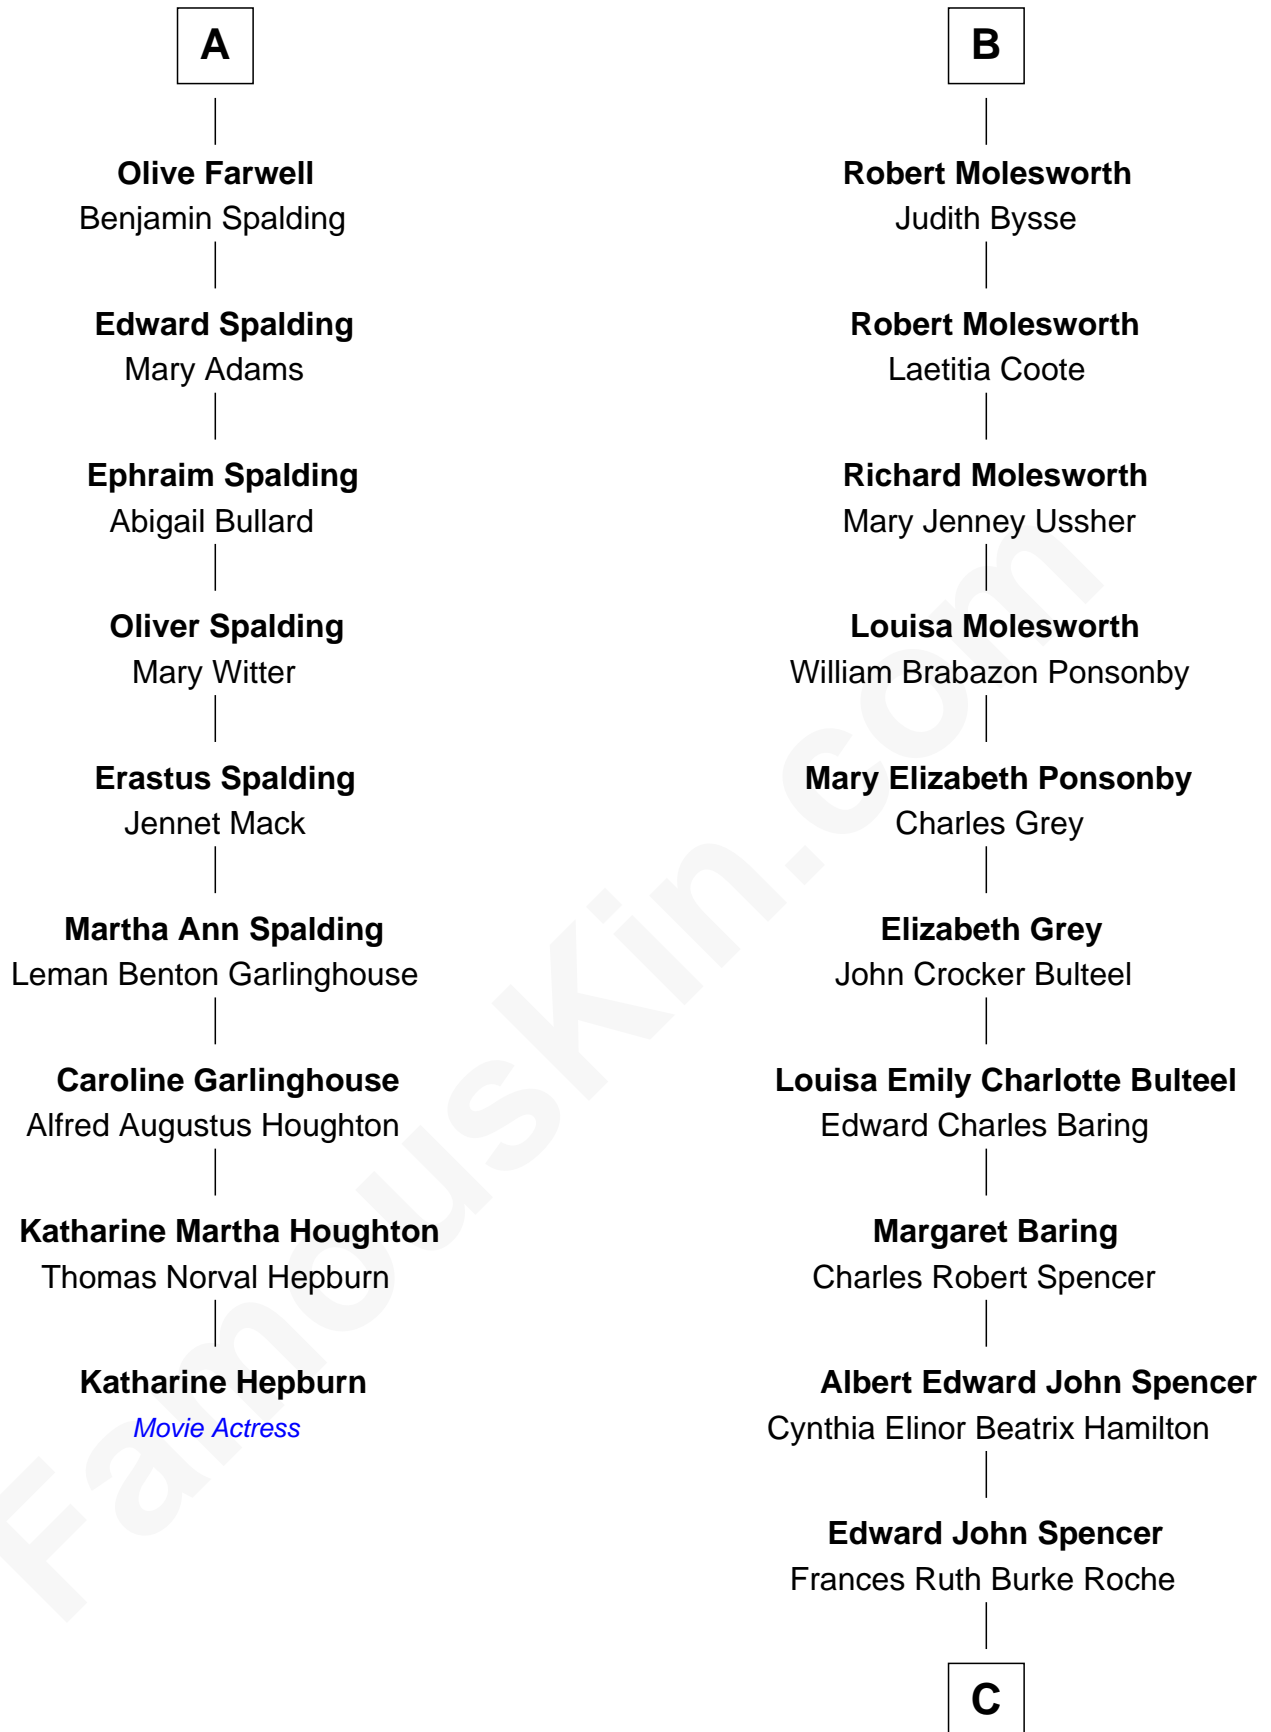 A
Olive Farwell
Benjamin Spalding
Edward Spalding
Mary Adams
Ephraim Spalding
Abigail Bullard
Oliver Spalding
Mary Witter
Erastus Spalding
Jennet Mack
Martha Ann Spalding
Leman Benton Garlinghouse
Caroline Garlinghouse
Alfred Augustus Houghton
Katharine Martha Houghton
Thomas Norval Hepburn
Katharine Hepburn
Movie Actress
B
Robert Molesworth
Judith Bysse
Robert Molesworth
Laetitia Coote
Richard Molesworth
Mary Jenney Ussher
Louisa Molesworth
William Brabazon Ponsonby
Mary Elizabeth Ponsonby
Charles Grey
Elizabeth Grey
John Crocker Bulteel
Louisa Emily Charlotte Bulteel
Edward Charles Baring
Margaret Baring
Charles Robert Spencer
Albert Edward John Spencer
Cynthia Elinor Beatrix Hamilton
Edward John Spencer
Frances Ruth Burke Roche
C
FamousKin.com